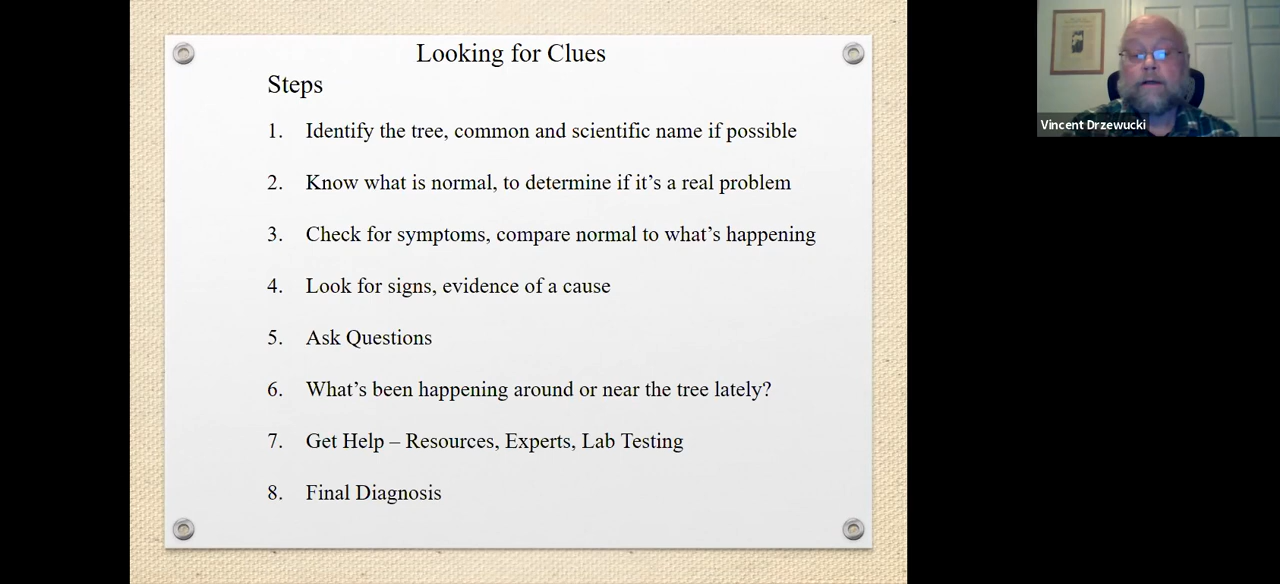 Looking for Clues
Steps
1. Identify the tree, common and scientific name if possible
2. Know what is normal, to determine if it’s a real problem
3. Check for symptoms, compare normal to what’s happening
4. Look for signs, evidence of a cause
5. Ask Questions
6. What’s been happening around or near the tree lately?
7. Get Help – Resources, Experts, Lab Testing
8. Final Diagnosis
Vincent Drzewucki